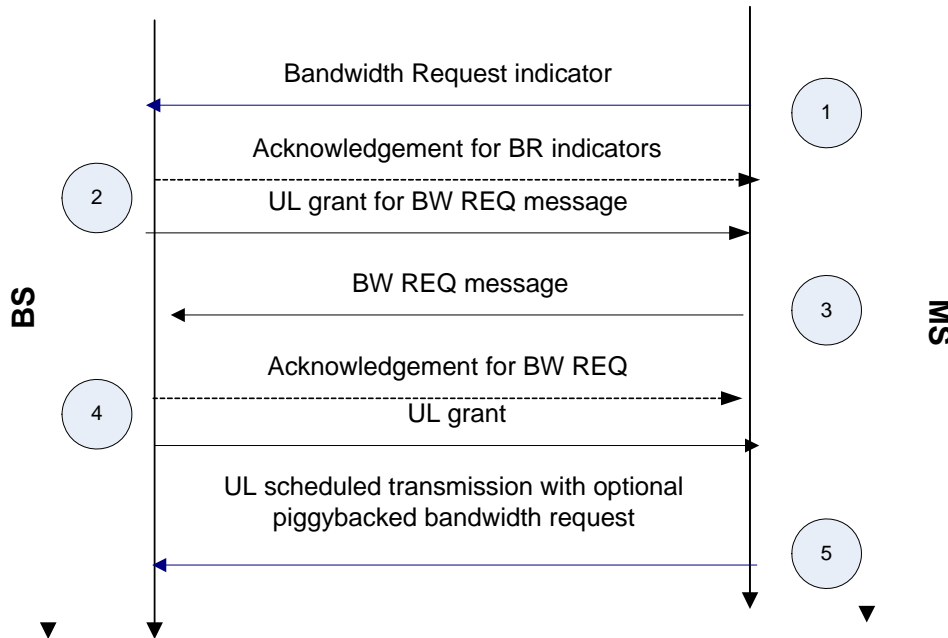 Bandwidth Request indicator
1
Acknowledgement for BR indicators
2
UL grant for BW REQ message
BW REQ message
3
BS
MS
Acknowledgement for BW REQ
4
UL grant
UL scheduled transmission with optional
piggybacked bandwidth request
5